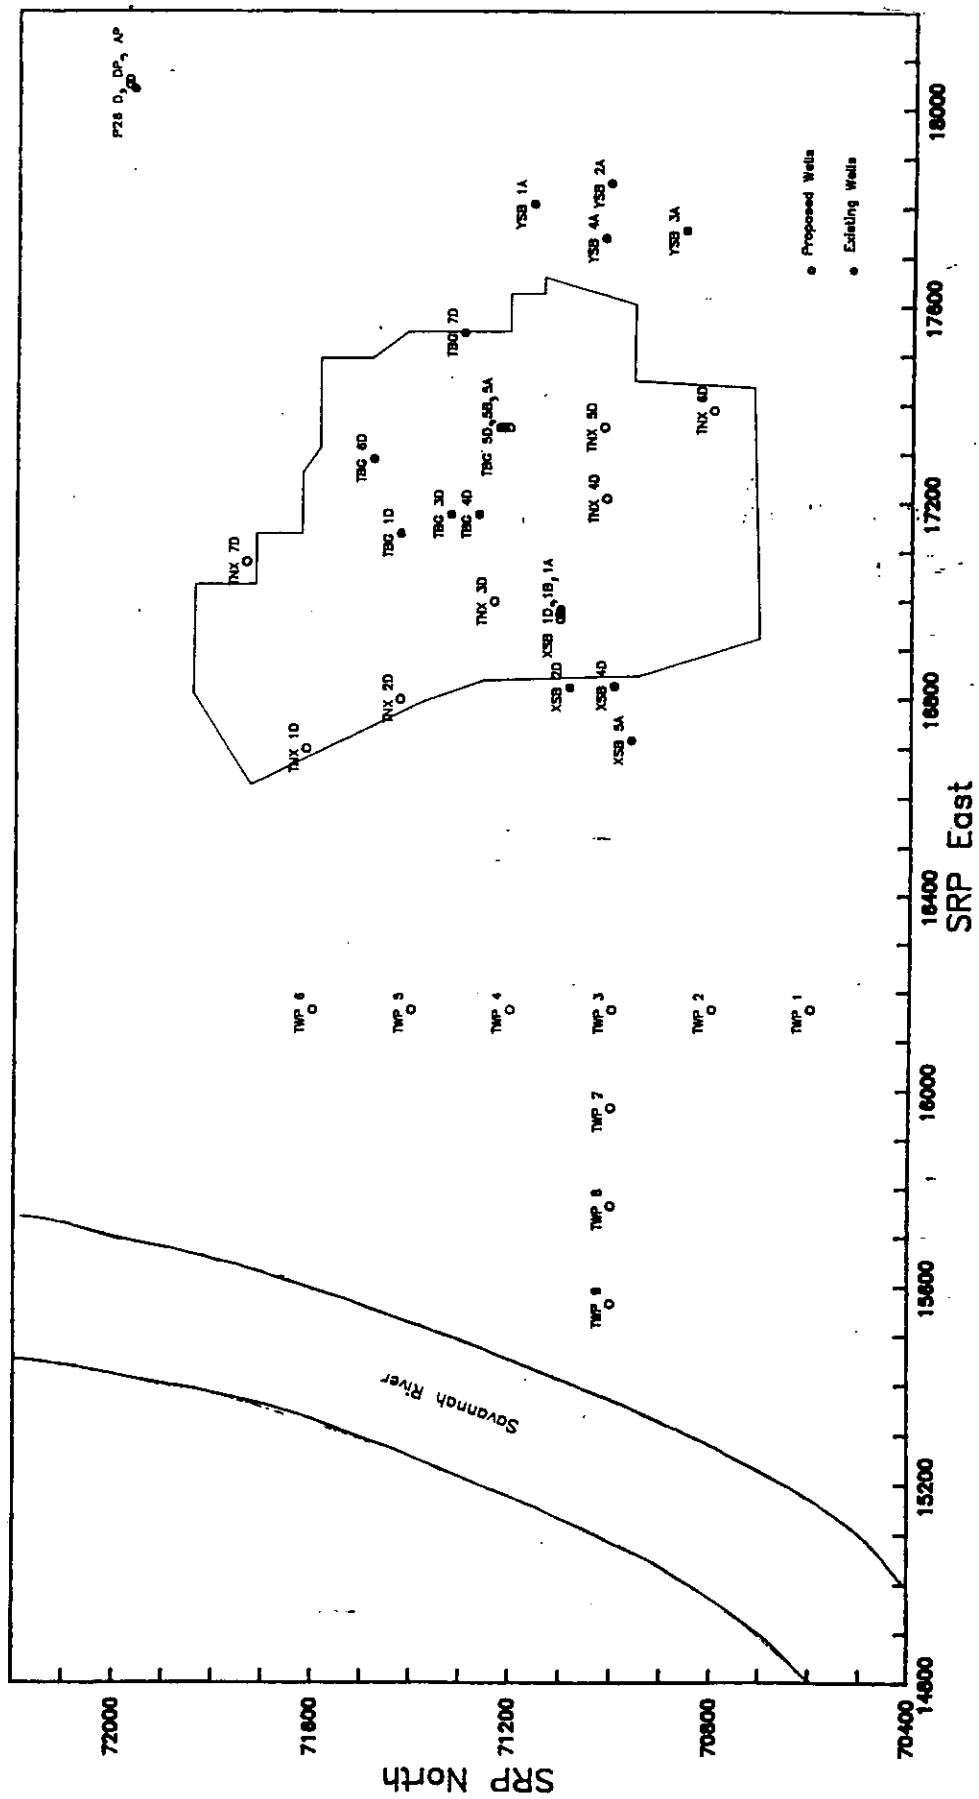 P28 D, DP, AP
YSB 1A
YSB 2A
YSB 4A
YSB 3A
Proposed Wells
Existing Wells
TBG 7D
TBG 6D
TBG 5D, 5B, 5A
TNX 5D
TNX 6D
TBG 1D
TBG 3D
TBG 4D
TNX 4D
TNX 7D
TNX 3D
XSB 1D, 1B, 1A
TNX 2D
TNX 1D
XSB 2D
XSB 4D
XSB 5A
TWP 6
TWP 5
TWP 4
TWP 3
TWP 2
TWP 1
TWP 7
TWP 8
TWP 9
Savannah River
72000
71600
71200
70800
70400
SRP North
14800
15200
15600
16000
16400
16800
17200
17600
18000
SRP East